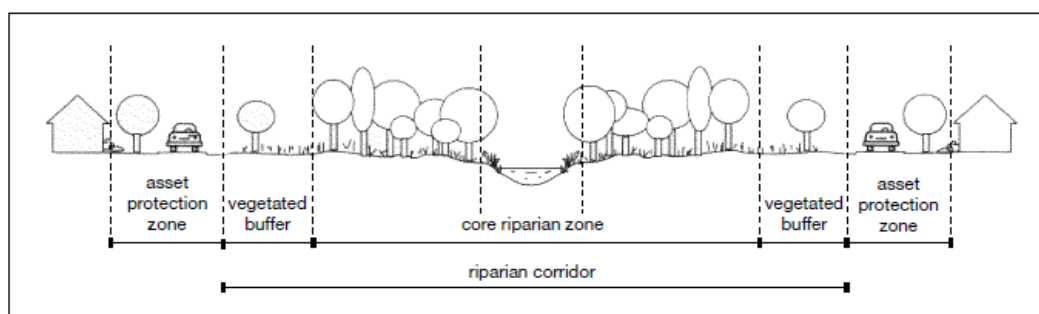 asset
protection
zone
vegetated
buffer
core riparian zone
vegetated
buffer
asset
protection
zone
riparian corridor